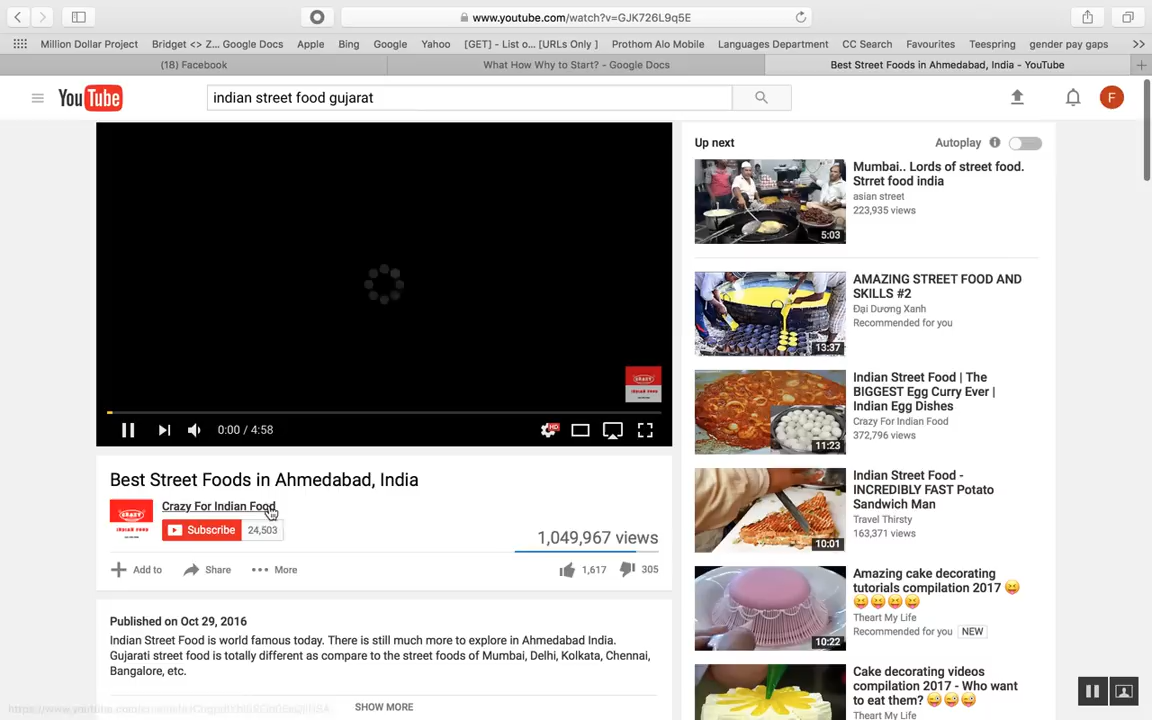 www.youtube.com/watch?v=GJK726L9q5E
Million Dollar Project
Bridget <> Z... Google Docs
Apple
Bing
Google
Yahoo
[GET] - List o... [URLs Only ]
Prothom Alo Mobile
Languages Department
CC Search
Favourites
Teespring
gender pay gaps
>>
(18) Facebook
What How Why to Start? - Google Docs
Best Street Foods in Ahmedabad, India - YouTube
YouTube
indian street food gujarat
F
Up next
Autoplay
Mumbai.. Lords of street food.
Strret food india
asian street
223,935 views
5:03
AMAZING STREET FOOD AND
SKILLS #2
Đại Dương Xanh
Recommended for you
13:37
Indian Street Food | The
BIGGEST Egg Curry Ever |
Indian Egg Dishes
Crazy For Indian Food
372,796 views
11:23
Indian Street Food -
INCREDIBLY FAST Potato
Sandwich Man
Travel Thirsty
163,371 views
10:01
Amazing cake decorating
tutorials compilation 2017 😝
😝😝😝😝
Theart My Life
Recommended for you NEW
10:22
Cake decorating videos
compilation 2017 - Who want
to eat them? 😜😜😜
Theart My Life
CRAZY
INDIAN FOOD
0:00 / 4:58
HD
Best Street Foods in Ahmedabad, India
CRAZY
INDIAN FOOD
Crazy For Indian Food
Subscribe 24,503
1,049,967 views
Add to
Share
More
1,617
305
Published on Oct 29, 2016
Indian Street Food is world famous today. There is still much more to explore in Ahmedabad India.
Gujarati street food is totally different as compare to the street foods of Mumbai, Delhi, Kolkata, Chennai,
Bangalore, etc.
SHOW MORE